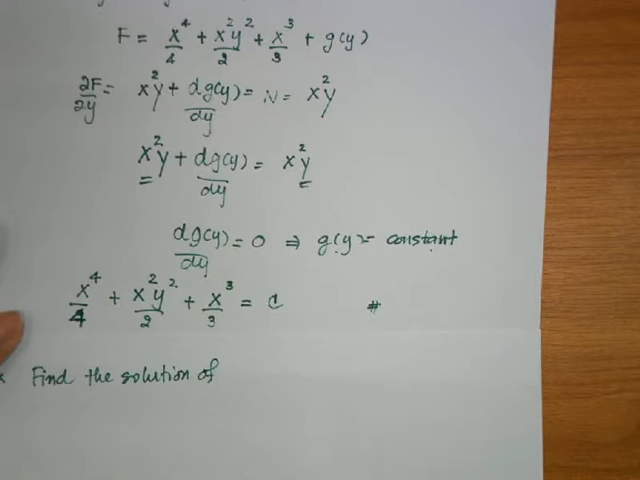 F = x⁴/4 + x²y²/2 + x³/3 + g(y)
∂F/∂y = x²y + dg(y)/dy = N = x²y
x²y + dg(y)/dy = x²y
dg(y)/dy = 0 ⇒ g(y) = constant
x⁴/4 + x²y²/2 + x³/3 = C #
Find the solution of